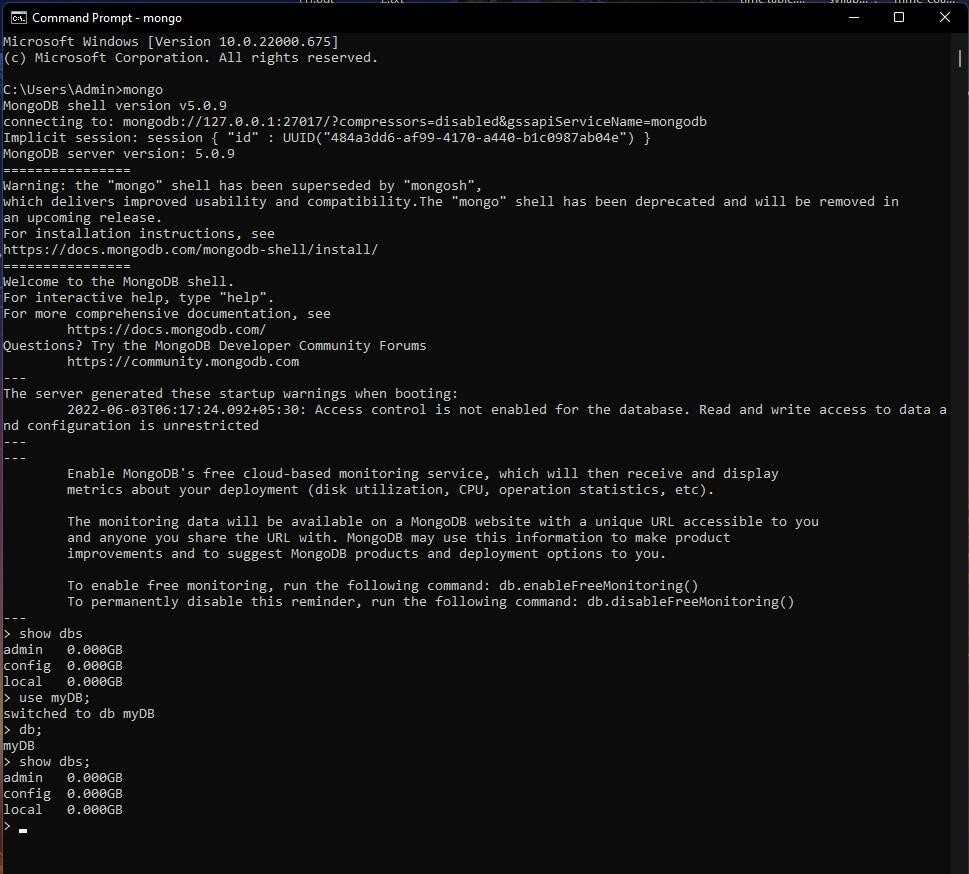 Command Prompt - mongo
Microsoft Windows [Version 10.0.22000.675]
(c) Microsoft Corporation. All rights reserved.
C:\Users\Admin>mongo
MongoDB shell version v5.0.9
connecting to: mongodb://127.0.0.1:27017/?compressors=disabled&gssapiServiceName=mongodb
Implicit session: session { "id" : UUID("484a3dd6-af99-4170-a440-b1c0987ab04e") }
MongoDB server version: 5.0.9
================
Warning: the "mongo" shell has been superseded by "mongosh",
which delivers improved usability and compatibility.The "mongo" shell has been deprecated and will be removed in
an upcoming release.
For installation instructions, see
https://docs.mongodb.com/mongodb-shell/install/
================
Welcome to the MongoDB shell.
For interactive help, type "help".
For more comprehensive documentation, see
        https://docs.mongodb.com/
Questions? Try the MongoDB Developer Community Forums
        https://community.mongodb.com
---
The server generated these startup warnings when booting:
        2022-06-03T06:17:24.092+05:30: Access control is not enabled for the database. Read and write access to data a
nd configuration is unrestricted
---
---
        Enable MongoDB's free cloud-based monitoring service, which will then receive and display
        metrics about your deployment (disk utilization, CPU, operation statistics, etc).
        The monitoring data will be available on a MongoDB website with a unique URL accessible to you
        and anyone you share the URL with. MongoDB may use this information to make product
        improvements and to suggest MongoDB products and deployment options to you.
        To enable free monitoring, run the following command: db.enableFreeMonitoring()
        To permanently disable this reminder, run the following command: db.disableFreeMonitoring()
---
> show dbs
admin   0.000GB
config  0.000GB
local   0.000GB
> use myDB;
switched to db myDB
> db;
myDB
> show dbs;
admin   0.000GB
config  0.000GB
local   0.000GB
>